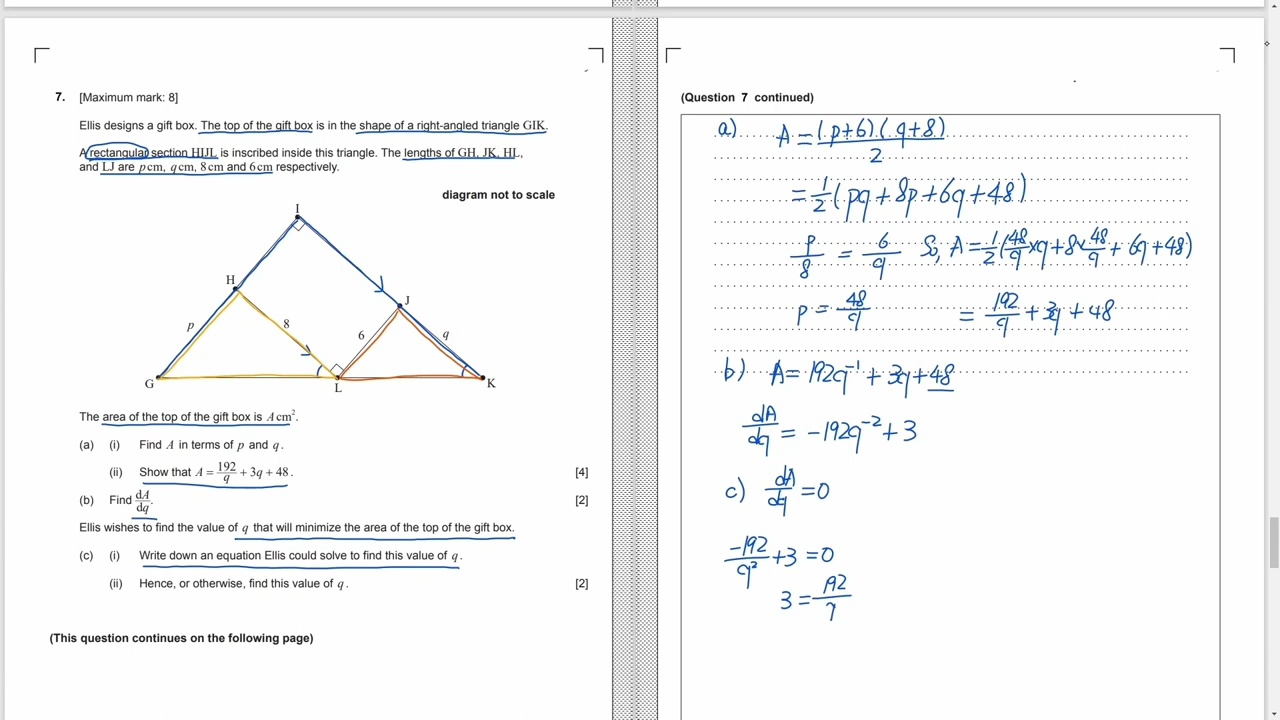 7. [Maximum mark: 8]
Ellis designs a gift box. The top of the gift box is in the shape of a right-angled triangle GIK.
A rectangular section HIJL is inscribed inside this triangle. The lengths of GH, JK, HL,
and LJ are p cm, q cm, 8 cm and 6 cm respectively.
diagram not to scale
I
H
J
p
8
6
q
G
L
K
The area of the top of the gift box is A cm².
(a) (i) Find A in terms of p and q.
(ii) Show that A = 192/q + 3q + 48. [4]
(b) Find dA/dq. [2]
Ellis wishes to find the value of q that will minimize the area of the top of the gift box.
(c) (i) Write down an equation Ellis could solve to find this value of q.
(ii) Hence, or otherwise, find this value of q. [2]
(This question continues on the following page)
(Question 7 continued)
a) A = (p+6)(q+8)/2
= 1/2 (pq + 8p + 6q + 48)
p/8 = 6/q So, A = 1/2 (48/q × q + 8 × 48/q + 6q + 48)
p = 48/q = 192/q + 3q + 48
b) A = 192q⁻¹ + 3q + 48
dA/dq = -192q⁻² + 3
c) dA/dq = 0
-192/q² + 3 = 0
3 = 192/